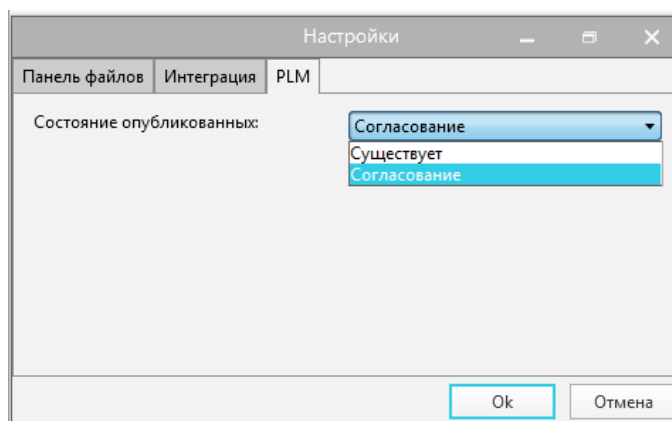 Настройки
Панель файлов Интеграция PLM
Состояние опубликованных: Согласование
Существует
Согласование
Ok Отмена